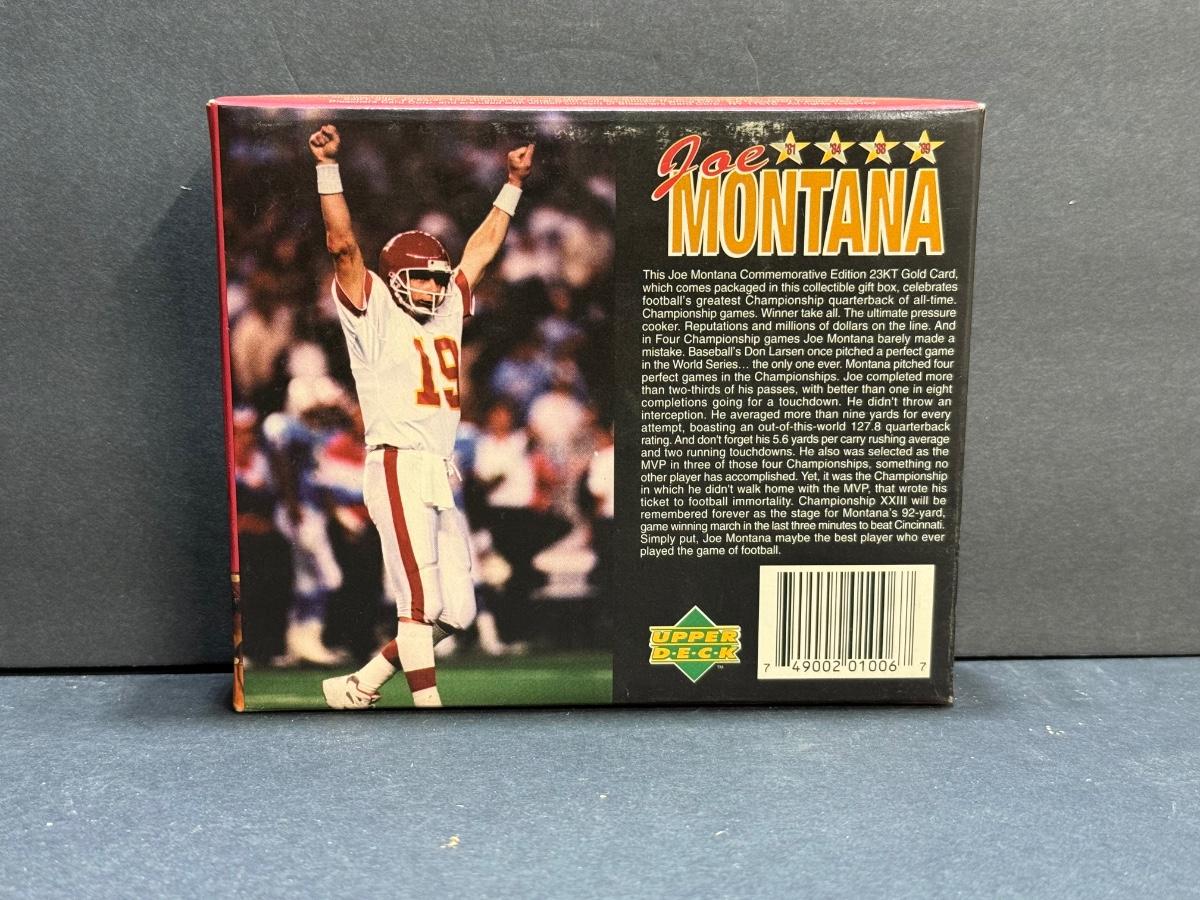 Joe '81 '84 '88 '89
MONTANA
This Joe Montana Commemorative Edition 23KT Gold Card,
which comes packaged in this collectible gift box, celebrates
football's greatest Championship quarterback of all-time.
Championship games. Winner take all. The ultimate pressure
cooker. Reputations and millions of dollars on the line. And
in Four Championship games Joe Montana barely made a
mistake. Baseball's Don Larsen once pitched a perfect game
in the World Series... the only one ever. Montana pitched four
perfect games in the Championships. Joe completed more
than two-thirds of his passes, with better than one in eight
completions going for a touchdown. He didn't throw an
interception. He averaged more than nine yards for every
attempt, boasting an out-of-this-world 127.8 quarterback
rating. And don't forget his 5.6 yards per carry rushing average
and two running touchdowns. He also was selected as the
MVP in three of those four Championships, something no
other player has accomplished. Yet, it was the Championship
in which he didn't walk home with the MVP, that wrote his
ticket to football immortality. Championship XXIII will be
remembered forever as the stage for Montana's 92-yard,
game winning march in the last three minutes to beat Cincinnati.
Simply put, Joe Montana maybe the best player who ever
played the game of football.
19
UPPER
D·E·C·K TM
7 49002 01006 7